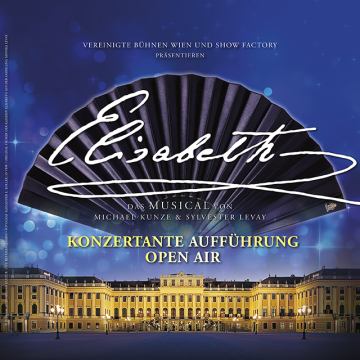 VEREINIGTE BÜHNEN WIEN UND SHOW FACTORY
PRÄSENTIEREN
Elisabeth
DAS MUSICAL VON
MICHAEL KUNZE & SYLVESTER LEVAY
KONZERTANTE AUFFÜHRUNG
OPEN AIR